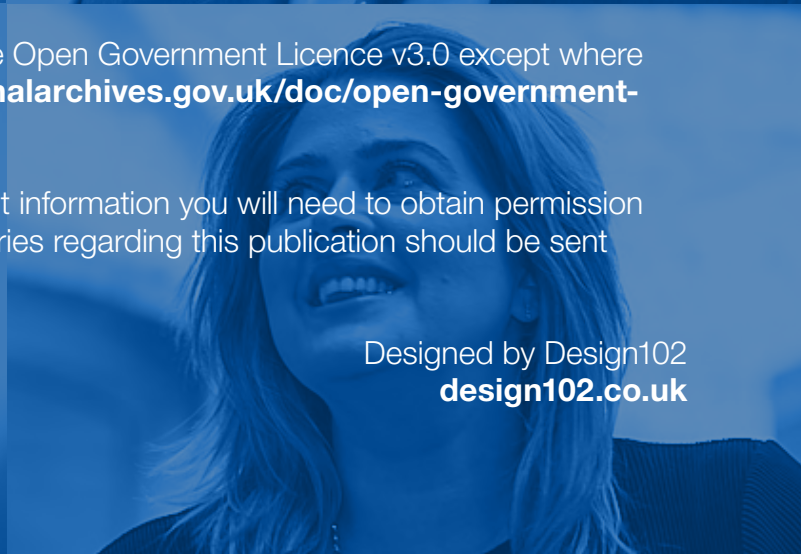 Open Government Licence v3.0 except where
nalarchives.gov.uk/doc/open-government-
t information you will need to obtain permission
ries regarding this publication should be sent
Designed by Design102
design102.co.uk